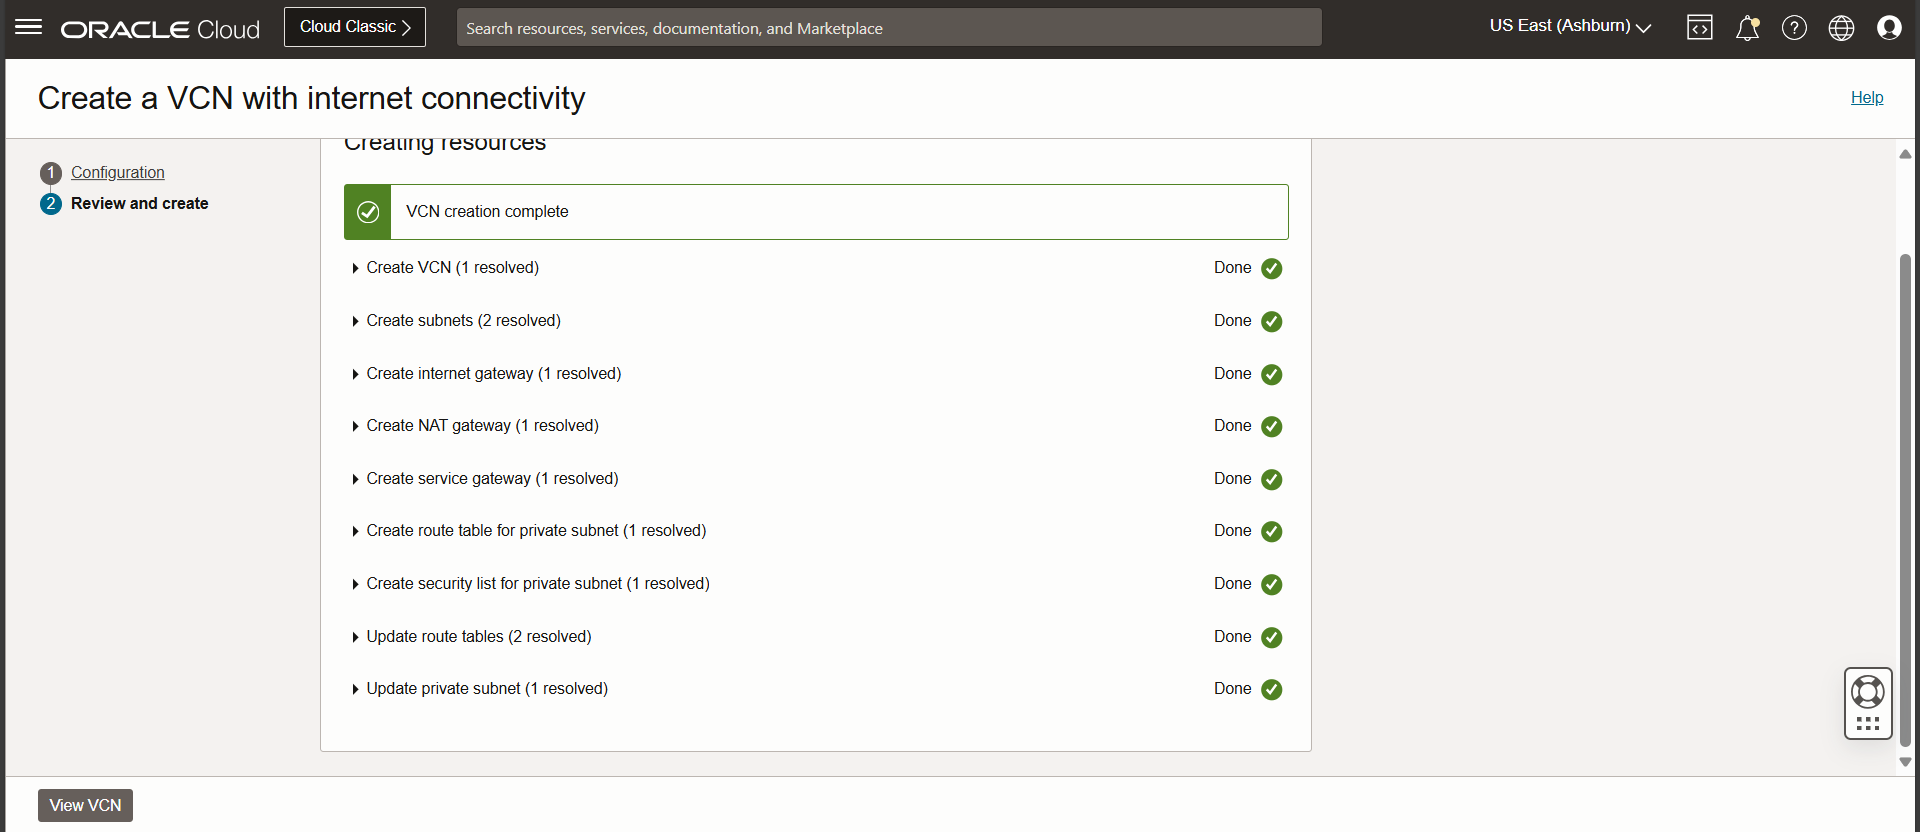 ORACLE Cloud
Cloud Classic
Search resources, services, documentation, and Marketplace
US East (Ashburn)
Create a VCN with internet connectivity
Help
1 Configuration
2 Review and create
Creating resources
VCN creation complete
Create VCN (1 resolved) Done
Create subnets (2 resolved) Done
Create internet gateway (1 resolved) Done
Create NAT gateway (1 resolved) Done
Create service gateway (1 resolved) Done
Create route table for private subnet (1 resolved) Done
Create security list for private subnet (1 resolved) Done
Update route tables (2 resolved) Done
Update private subnet (1 resolved) Done
View VCN